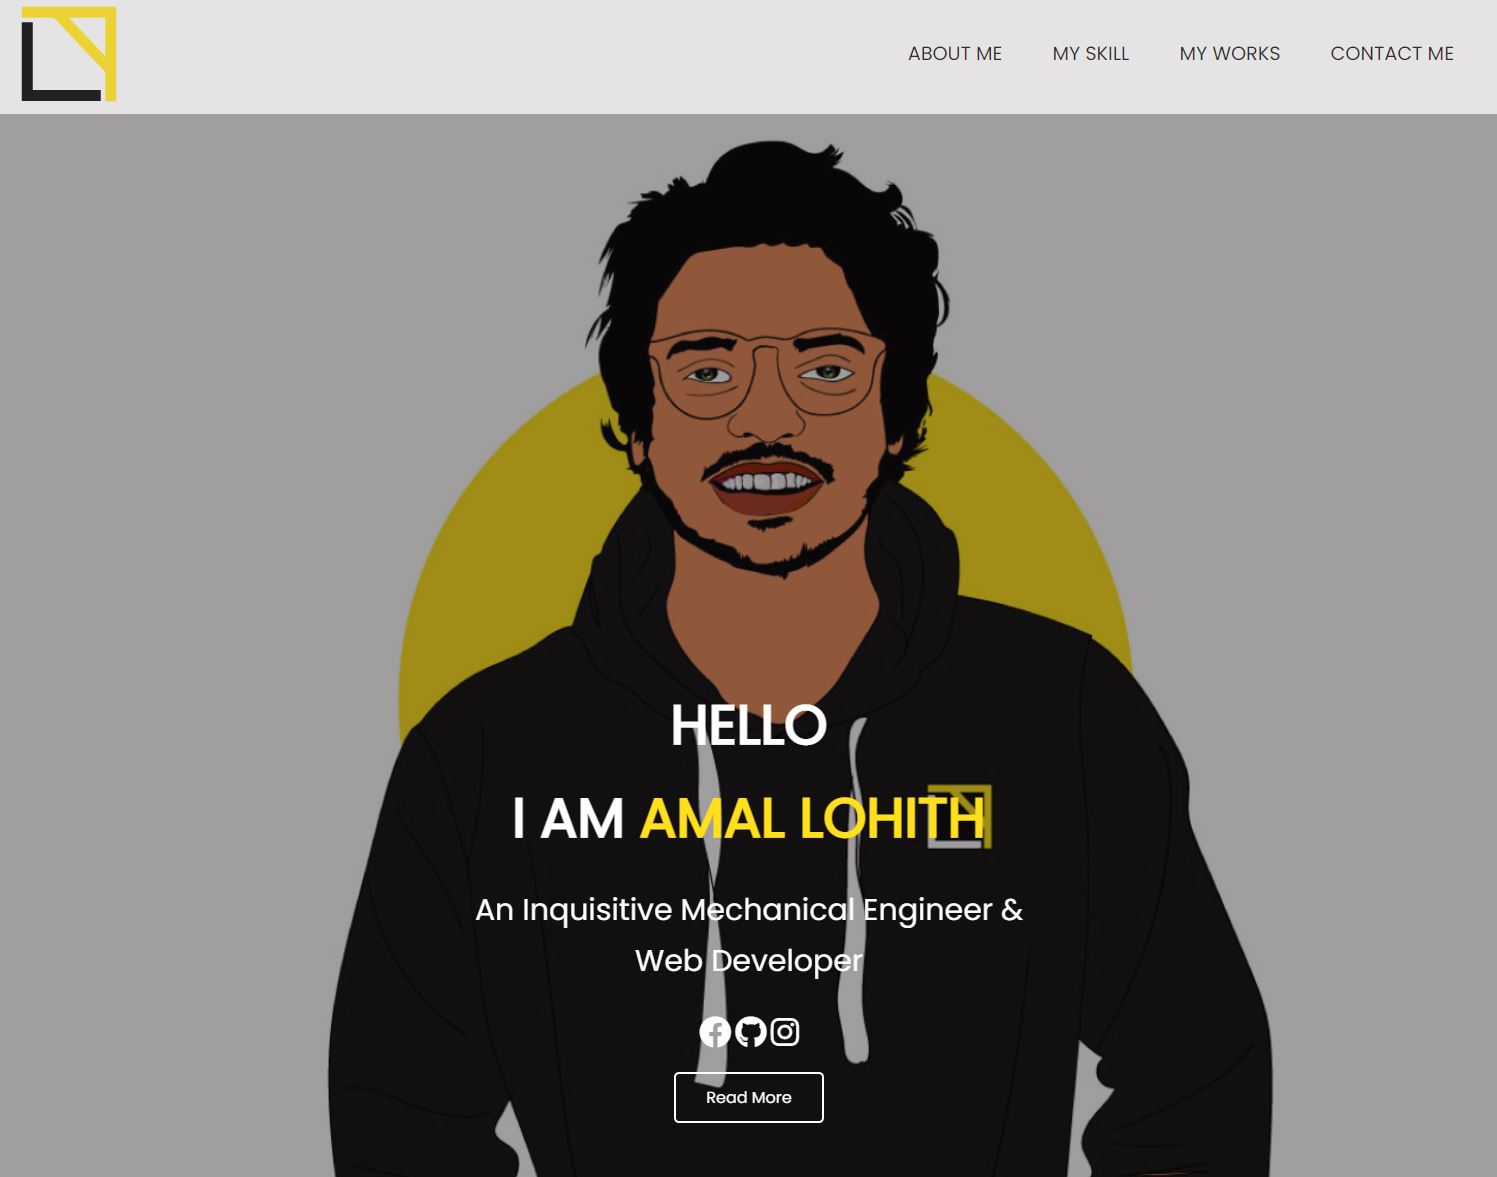 ABOUT ME MY SKILL MY WORKS CONTACT ME
HELLO
I AM AMAL LOHITH
An Inquisitive Mechanical Engineer &
Web Developer
Read More